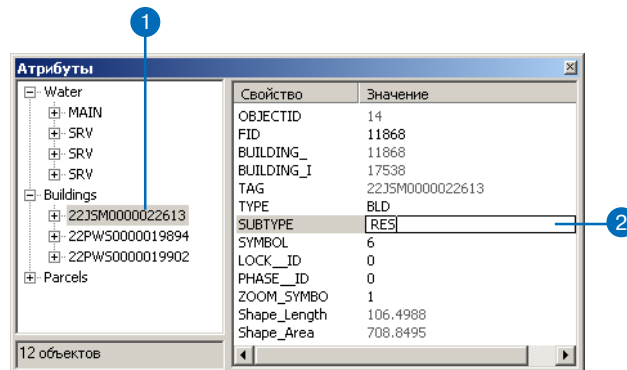 1
Атрибуты
Water
MAIN
SRV
SRV
SRV
Buildings
22JSM0000022613
22PWS0000019894
22PWS0000019902
Parcels
12 объектов
Свойство Значение
OBJECTID 14
FID 11868
BUILDING_ 11868
BUILDING_I 17538
TAG 22JSM0000022613
TYPE BLD
SUBTYPE RES
SYMBOL 6
LOCK__ID 0
PHASE__ID 0
ZOOM_SYMBO 1
Shape_Length 106.4988
Shape_Area 708.8495
2